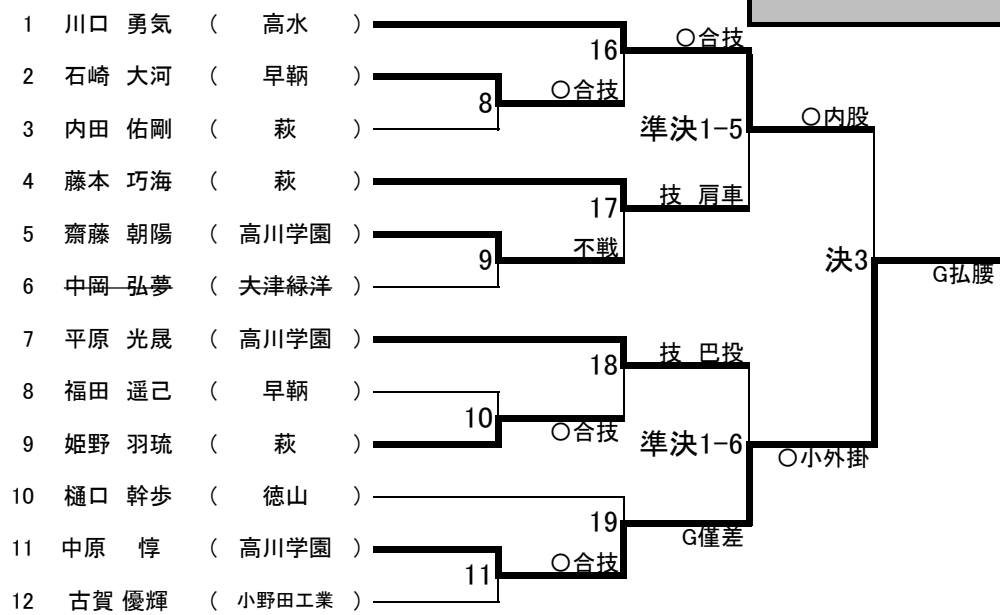 1 川口 勇気 ( 高水 )
2 石崎 大河 ( 早鞆 )
3 内田 佑剛 ( 萩 )
4 藤本 巧海 ( 萩 )
5 齋藤 朝陽 ( 高川学園 )
6 中岡 弘夢 ( 大津緑洋 )
7 平原 光晟 ( 高川学園 )
8 福田 遥己 ( 早鞆 )
9 姫野 羽琉 ( 萩 )
10 樋口 幹歩 ( 徳山 )
11 中原 惇 ( 高川学園 )
12 古賀 優輝 ( 小野田工業 )
8
9
10
11
〇合技
不戦
〇合技
〇合技
16
17
18
19
〇合技
技 肩車
技 巴投
G僅差
準決1-5
準決1-6
〇内股
〇小外掛
決3
G払腰